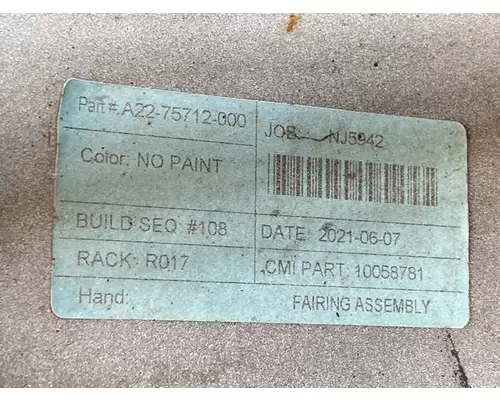 Part #: A22-75712-000
JOB: NJ5942
Color: NO PAINT
BUILD SEQ: #108
DATE: 2021-06-07
RACK: R017
CMI PART: 10058781
Hand:
FAIRING ASSEMBLY